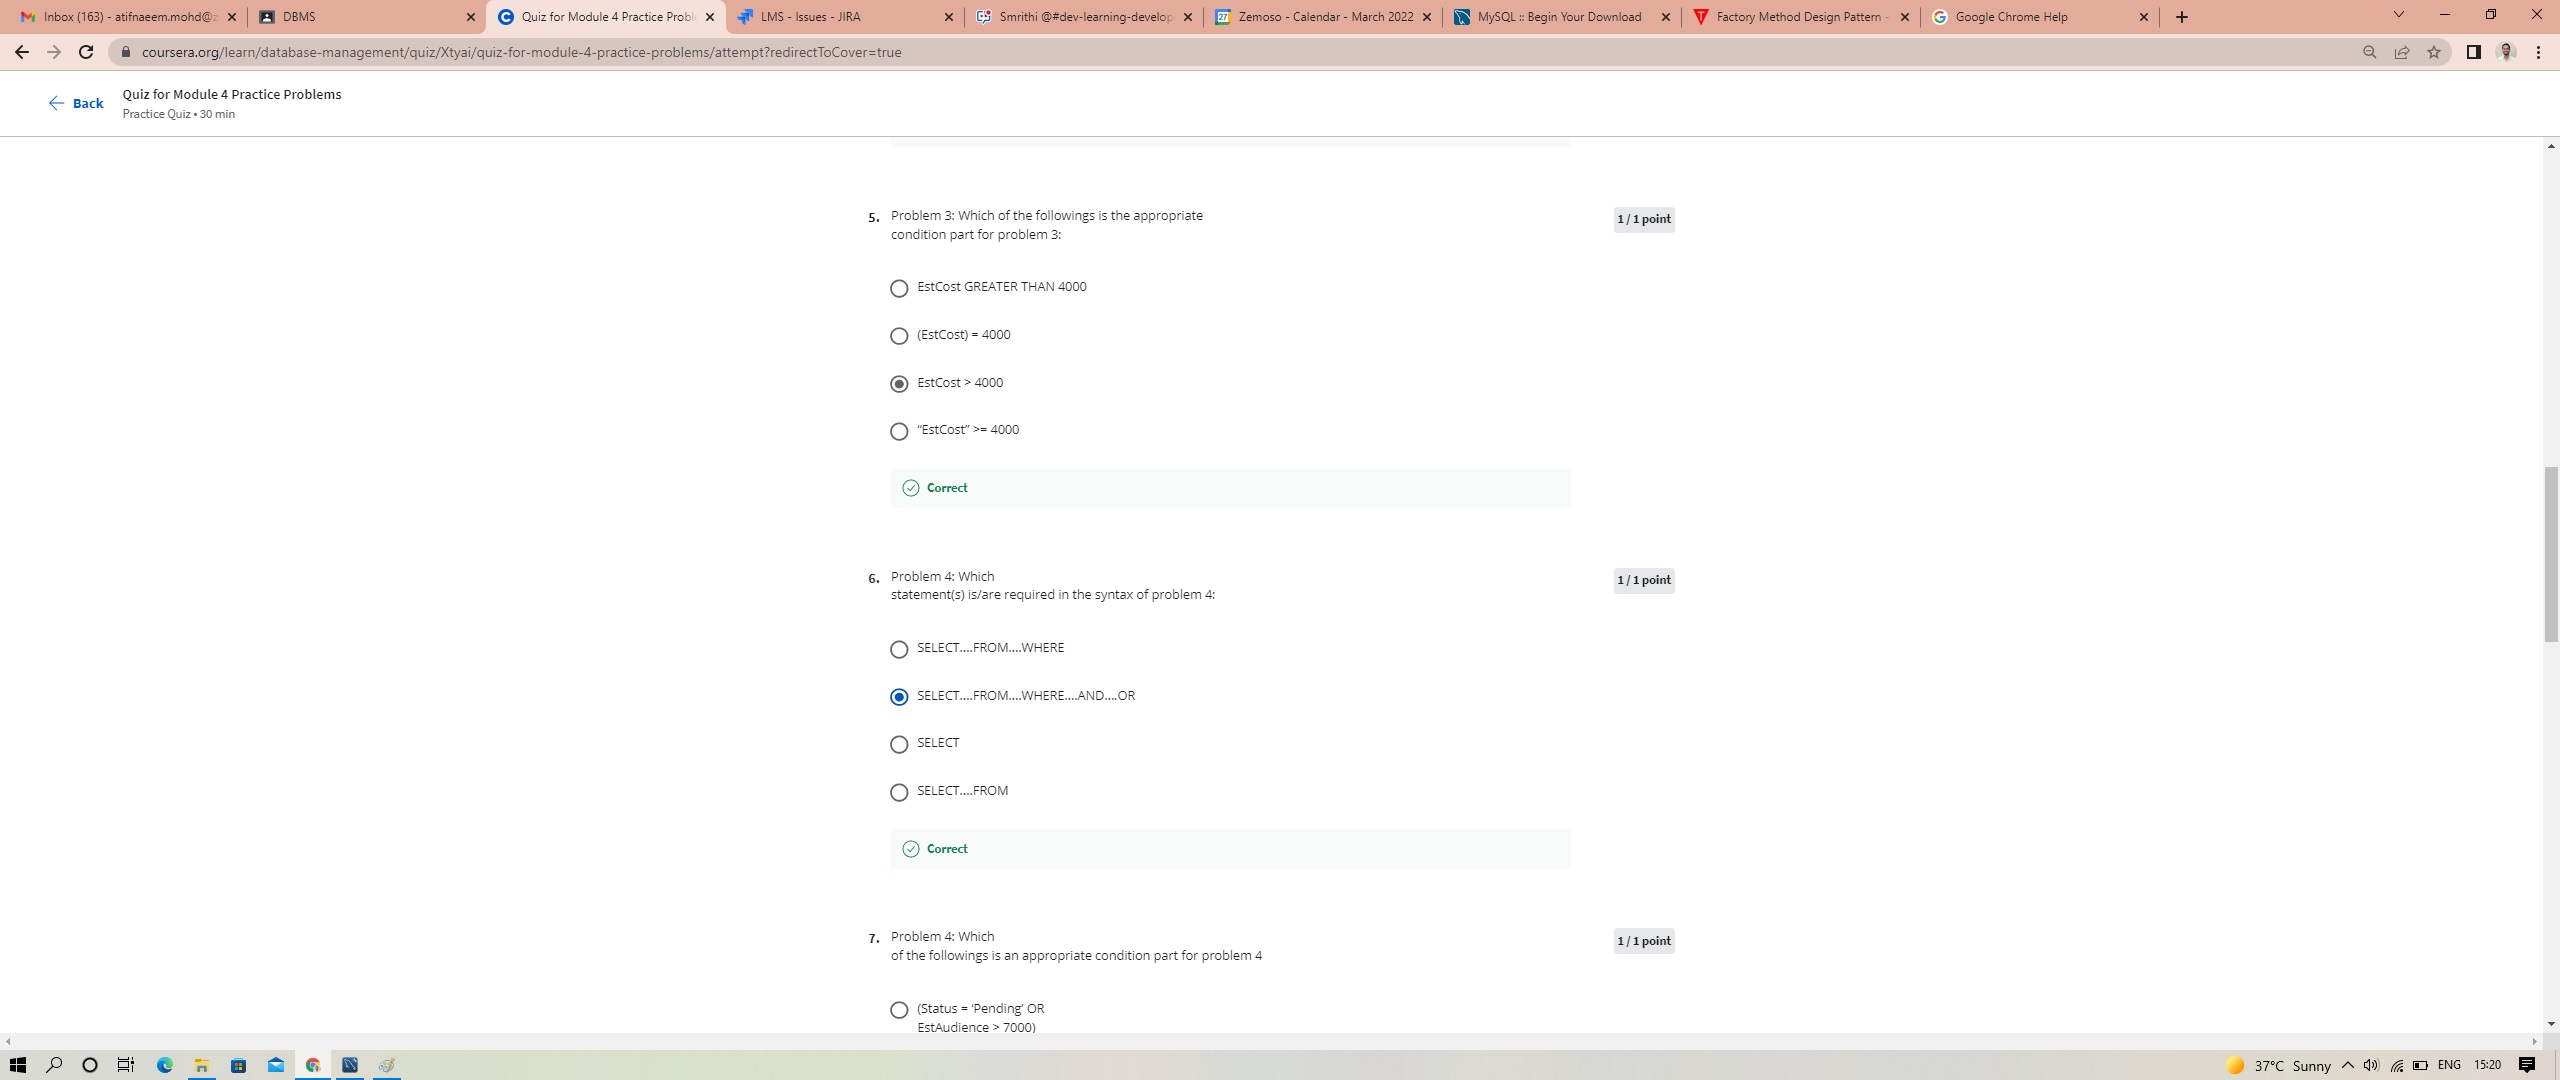 Inbox (163) - atifnaeem.mohd@z
DBMS
Quiz for Module 4 Practice Probl
LMS - Issues - JIRA
Smrithi @#dev-learning-develop
Zemoso - Calendar - March 2022
MySQL :: Begin Your Download
Factory Method Design Pattern -
Google Chrome Help
coursera.org/learn/database-management/quiz/Xtyai/quiz-for-module-4-practice-problems/attempt?redirectToCover=true
Back
Quiz for Module 4 Practice Problems
Practice Quiz • 30 min
5. Problem 3: Which of the followings is the appropriate
condition part for problem 3:
1 / 1 point
EstCost GREATER THAN 4000
(EstCost) = 4000
EstCost > 4000
“EstCost” >= 4000
Correct
6. Problem 4: Which
statement(s) is/are required in the syntax of problem 4:
1 / 1 point
SELECT....FROM....WHERE
SELECT....FROM....WHERE....AND....OR
SELECT
SELECT....FROM
Correct
7. Problem 4: Which
of the followings is an appropriate condition part for problem 4
1 / 1 point
(Status = ‘Pending’ OR
EstAudience > 7000)
37°C Sunny
ENG
15:20